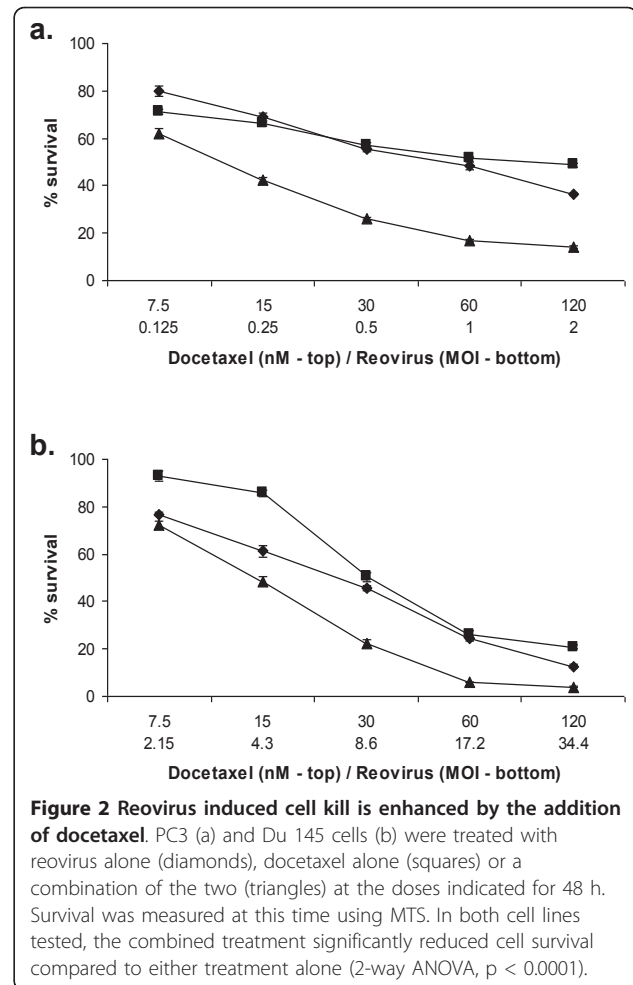 a.
100
80
60
40
20
0
% survival
7.5 15 30 60 120
0.125 0.25 0.5 1 2
Docetaxel (nM - top) / Reovirus (MOI - bottom)
b.
100
80
60
40
20
0
% survival
7.5 15 30 60 120
2.15 4.3 8.6 17.2 34.4
Docetaxel (nM - top) / Reovirus (MOI - bottom)
Figure 2 Reovirus induced cell kill is enhanced by the addition
of docetaxel. PC3 (a) and Du 145 cells (b) were treated with
reovirus alone (diamonds), docetaxel alone (squares) or a
combination of the two (triangles) at the doses indicated for 48 h.
Survival was measured at this time using MTS. In both cell lines
tested, the combined treatment significantly reduced cell survival
compared to either treatment alone (2-way ANOVA, p < 0.0001).